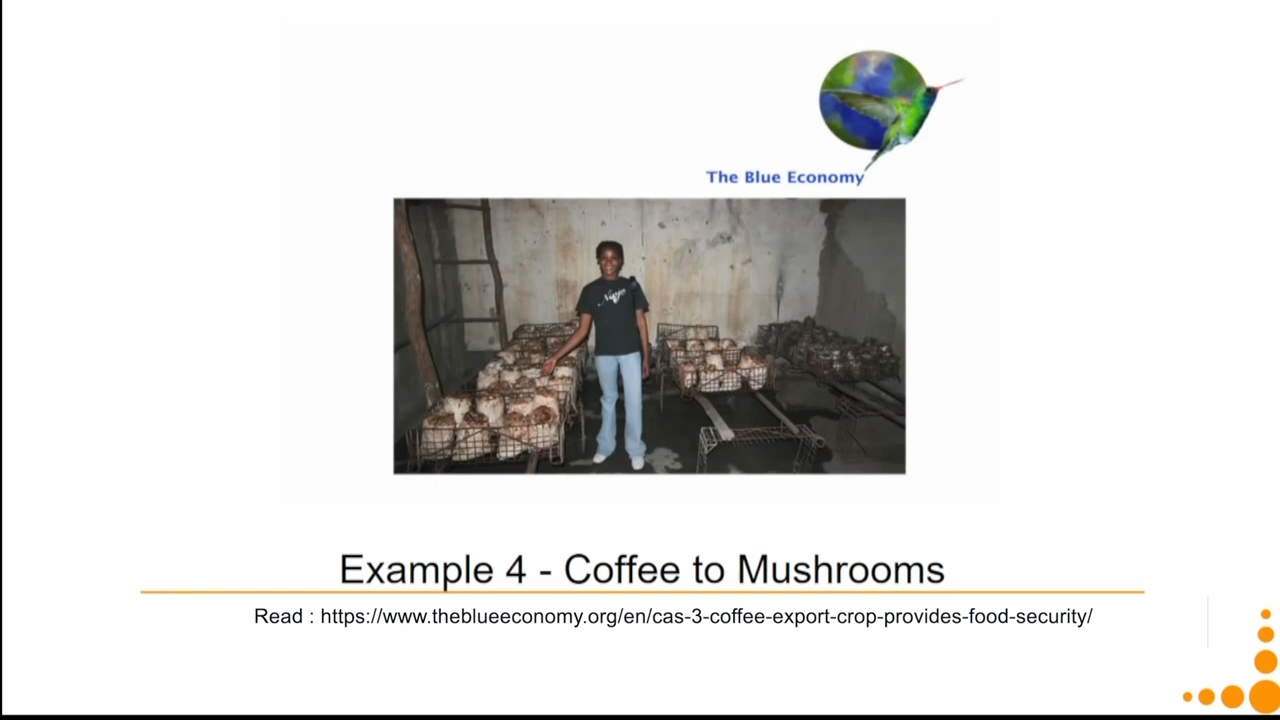 The Blue Economy
Example 4 - Coffee to Mushrooms
Read : https://www.theblueeconomy.org/en/cas-3-coffee-export-crop-provides-food-security/